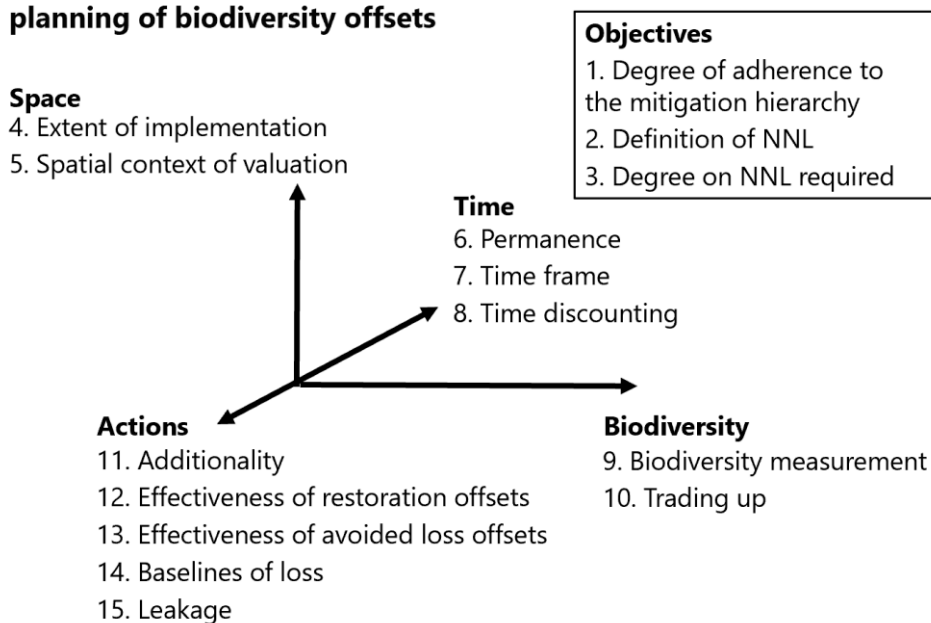 planning of biodiversity offsets
Objectives
1. Degree of adherence to
the mitigation hierarchy
2. Definition of NNL
3. Degree on NNL required
Space
4. Extent of implementation
5. Spatial context of valuation
Time
6. Permanence
7. Time frame
8. Time discounting
Actions
11. Additionality
12. Effectiveness of restoration offsets
13. Effectiveness of avoided loss offsets
14. Baselines of loss
15. Leakage
Biodiversity
9. Biodiversity measurement
10. Trading up